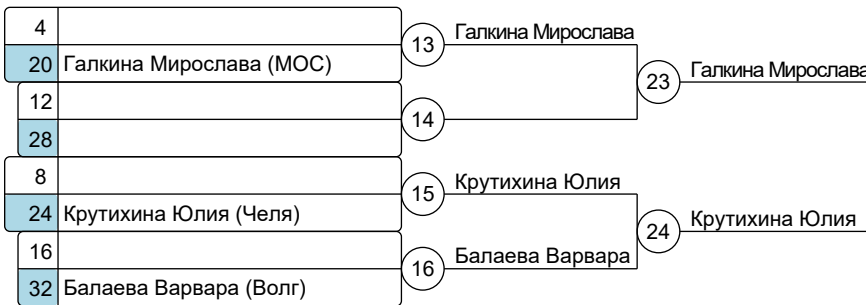 4
13
Галкина Мирослава
20 Галкина Мирослава (МОС)
23
Галкина Мирослава
12
14
28
8
15
Крутихина Юлия
24 Крутихина Юлия (Челя)
24
Крутихина Юлия
16
16
Балаева Варвара
32 Балаева Варвара (Волг)